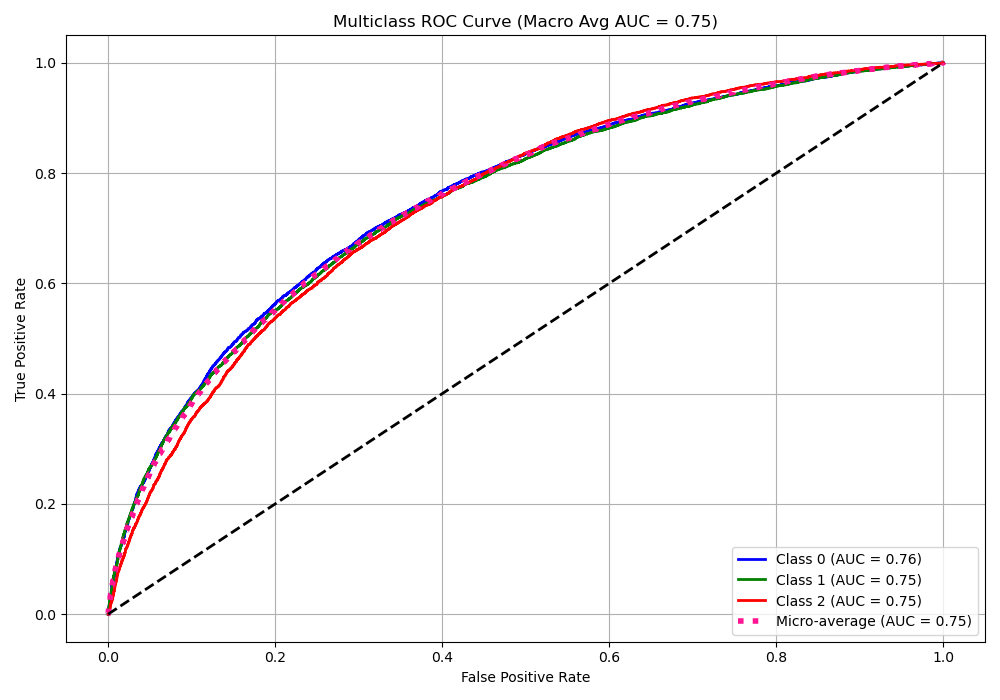 Multiclass ROC Curve (Macro Avg AUC = 0.75)
True Positive Rate
1.0
0.8
0.6
0.4
0.2
0.0
0.0 0.2 0.4 0.6 0.8 1.0
False Positive Rate
Class 0 (AUC = 0.76)
Class 1 (AUC = 0.75)
Class 2 (AUC = 0.75)
Micro-average (AUC = 0.75)